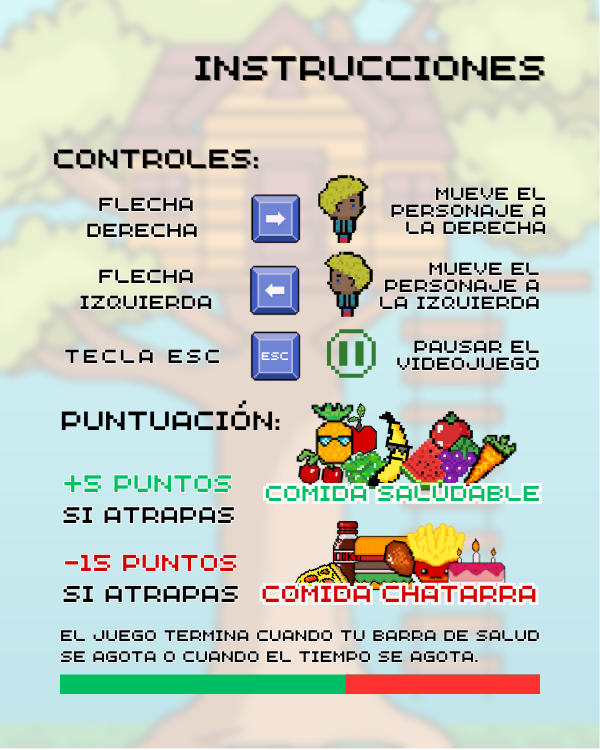 INSTRUCCIONES
CONTROLES:
FLECHA
DERECHA
MUEVE EL
PERSONAJE A
LA DERECHA
FLECHA
IZQUIERDA
MUEVE EL
PERSONAJE A
LA IZQUIERDA
TECLA ESC
ESC
PAUSAR EL
VIDEOJUEGO
PUNTUACIÓN:
+5 PUNTOS
SI ATRAPAS
COMIDA SALUDABLE
-15 PUNTOS
SI ATRAPAS
COMIDA CHATARRA
EL JUEGO TERMINA CUANDO TU BARRA DE SALUD
SE AGOTA O CUANDO EL TIEMPO SE AGOTA.